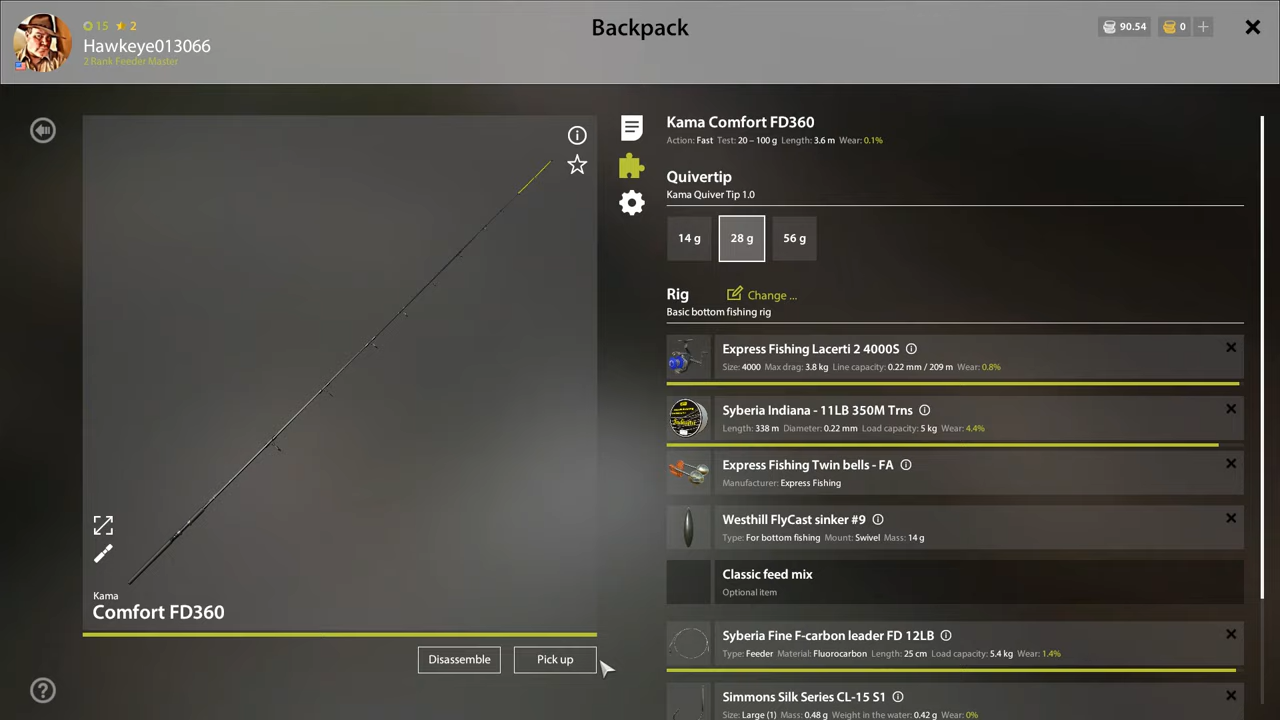 15 2
Hawkeye013066
2 Rank Feeder Master
Backpack
90.54 0 +
Kama Comfort FD360
Action: Fast Test: 20 – 100 g Length: 3.6 m Wear: 0.1%
Quivertip
Kama Quiver Tip 1.0
14 g 28 g 56 g
Rig Change ...
Basic bottom fishing rig
Express Fishing Lacerti 2 4000S
Size: 4000 Max drag: 3.8 kg Line capacity: 0.22 mm / 209 m Wear: 0.8%
Syberia Indiana - 11LB 350M Trns
Length: 338 m Diameter: 0.22 mm Load capacity: 5 kg Wear: 4.4%
Express Fishing Twin bells - FA
Manufacturer: Express Fishing
Westhill FlyCast sinker #9
Type: For bottom fishing Mount: Swivel Mass: 14 g
Classic feed mix
Optional item
Syberia Fine F-carbon leader FD 12LB
Type: Feeder Material: Fluorocarbon Length: 25 cm Load capacity: 5.4 kg Wear: 1.4%
Simmons Silk Series CL-15 S1
Size: Large (1) Mass: 0.48 g Weight in the water: 0.42 g Wear: 0%
Kama
Comfort FD360
Disassemble Pick up